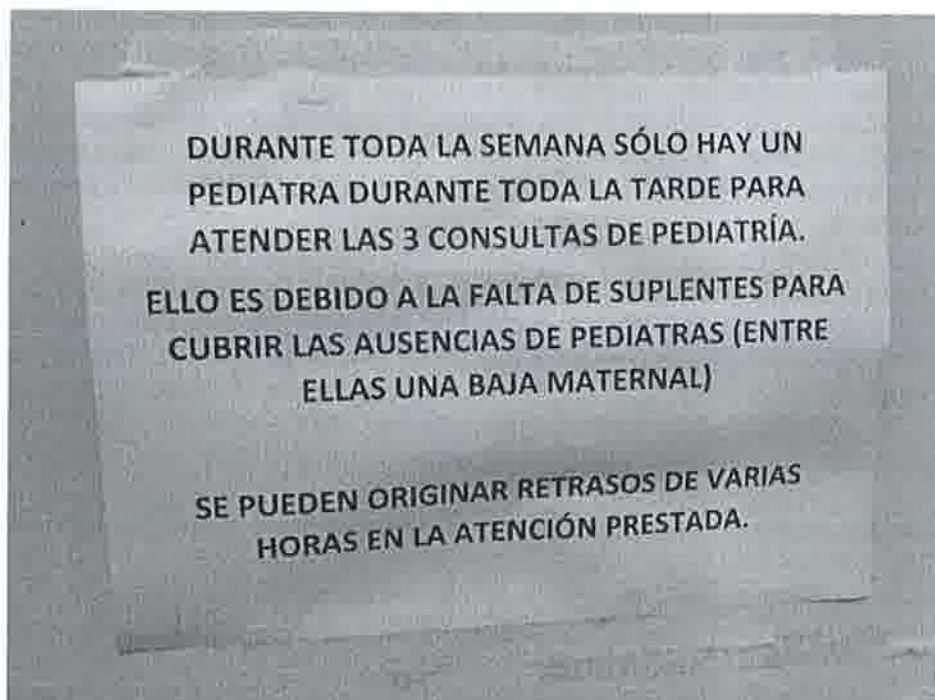 DURANTE TODA LA SEMANA SÓLO HAY UN
PEDIATRA DURANTE TODA LA TARDE PARA
ATENDER LAS 3 CONSULTAS DE PEDIATRÍA.
ELLO ES DEBIDO A LA FALTA DE SUPLENTES PARA
CUBRIR LAS AUSENCIAS DE PEDIATRAS (ENTRE
ELLAS UNA BAJA MATERNAL)
SE PUEDEN ORIGINAR RETRASOS DE VARIAS
HORAS EN LA ATENCIÓN PRESTADA.